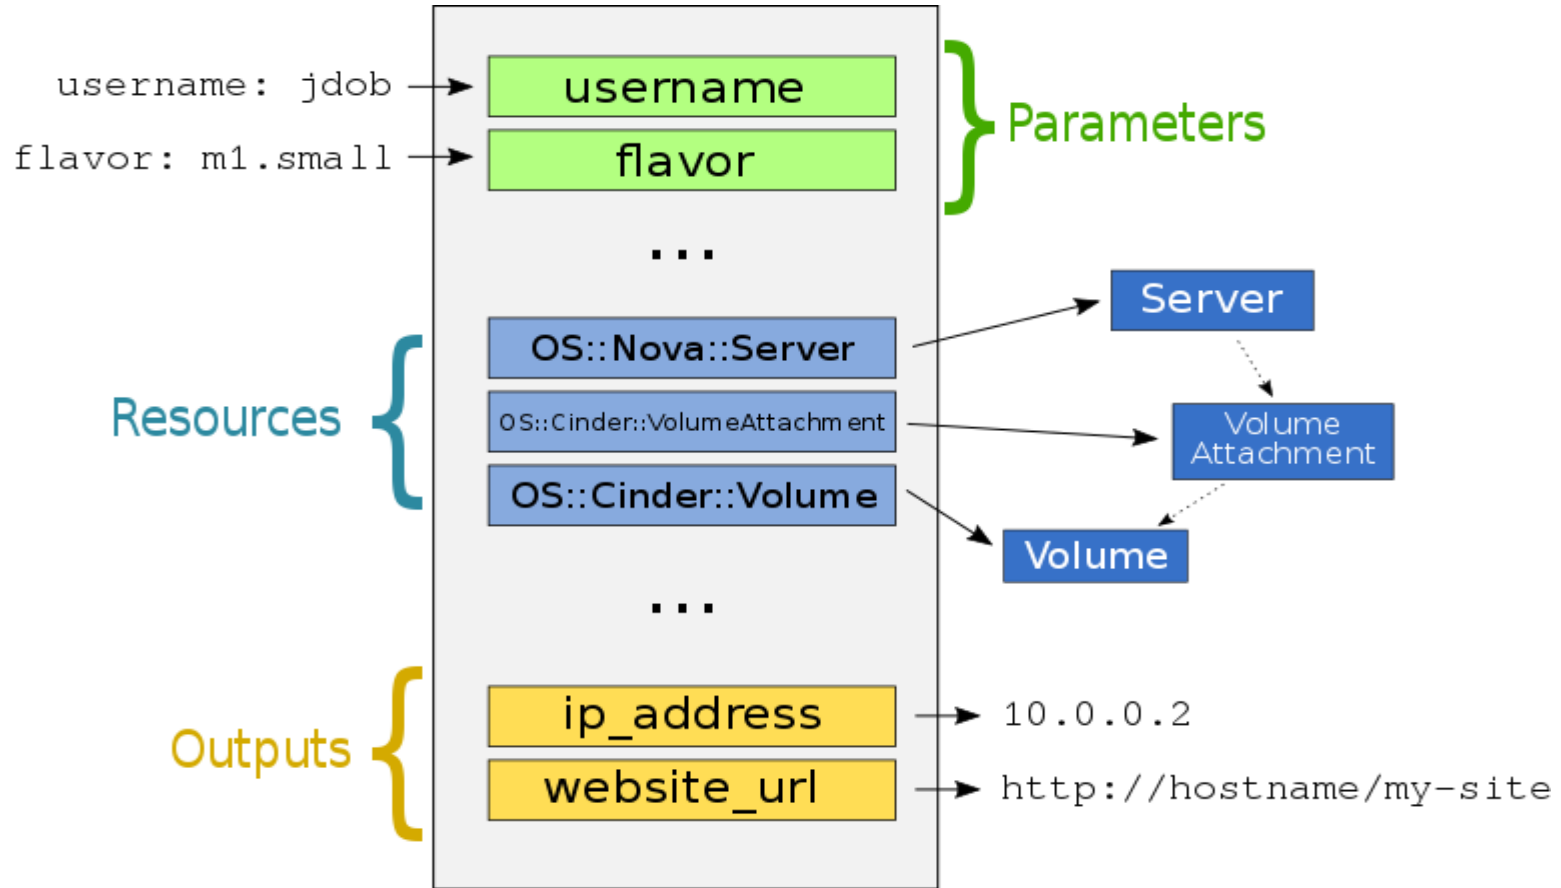 username: jdob
username
flavor: m1.small
flavor
Parameters
...
Resources
OS::Nova::Server
OS::Cinder::VolumeAttachment
OS::Cinder::Volume
Server
Volume
Attachment
Volume
...
Outputs
ip_address
10.0.0.2
website_url
http://hostname/my-site